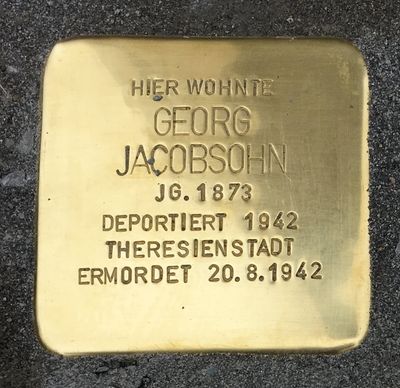 HIER WOHNTE
GEORG
JACOBSOHN
JG. 1873
DEPORTIERT 1942
THERESIENSTADT
ERMORDET 20.8.1942